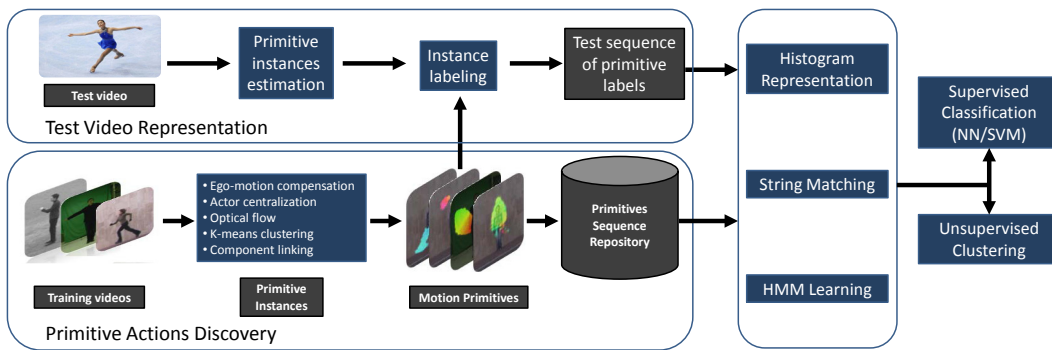 Test video
Primitive
instances
estimation
Instance
labeling
Test sequence
of primitive
labels
Test Video Representation
Training videos
• Ego-motion compensation
• Actor centralization
• Optical flow
• K-means clustering
• Component linking
Primitive
Instances
Motion Primitives
Primitives
Sequence
Repository
Primitive Actions Discovery
Histogram
Representation
String Matching
HMM Learning
Supervised
Classification
(NN/SVM)
Unsupervised
Clustering